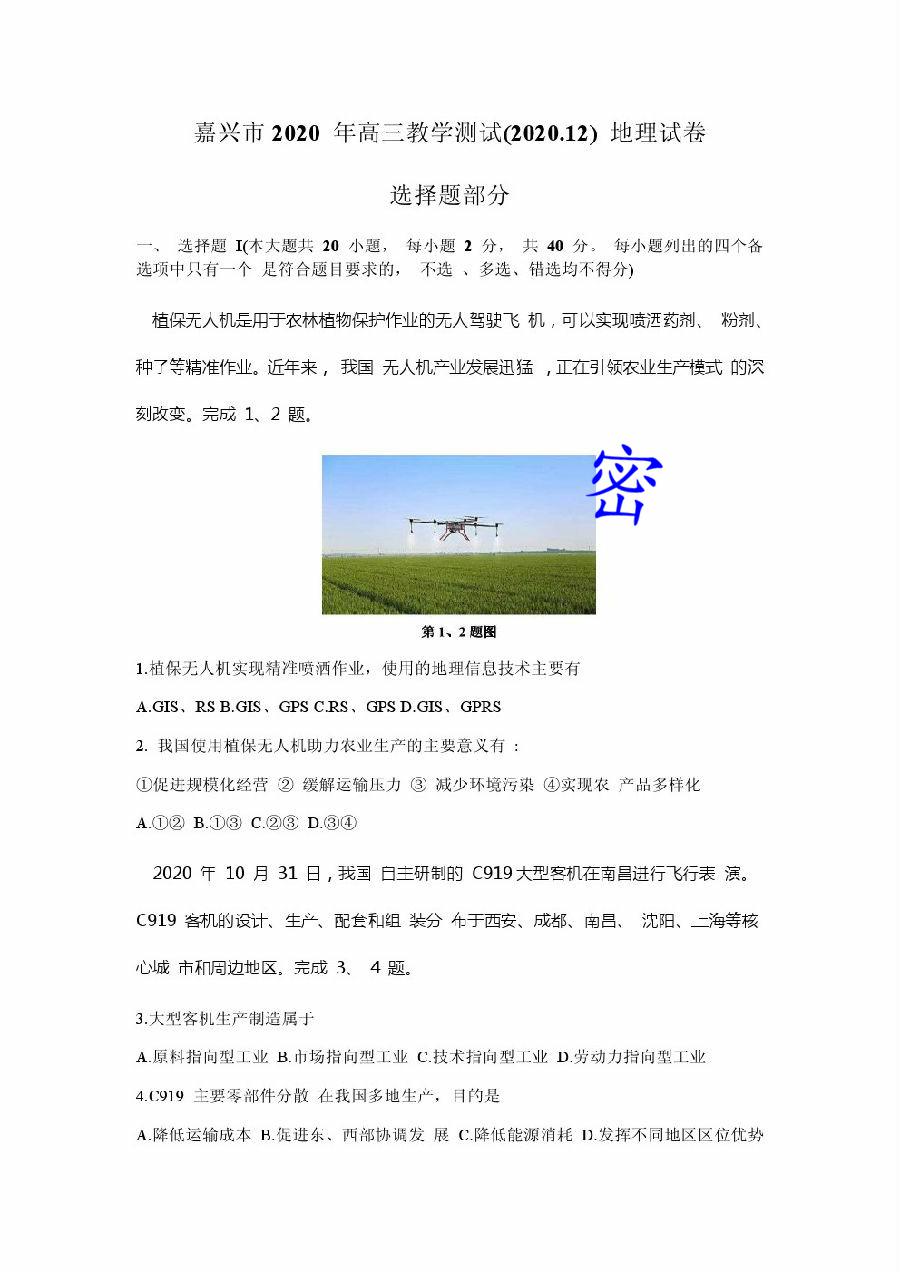 嘉兴市2020 年高三教学测试(2020.12) 地理试卷
选择题部分
一、 选择题 I(本大题共 20 小题， 每小题 2 分， 共 40 分。 每小题列出的四个备
选项中只有一个 是符合题目要求的， 不选 、多选、错选均不得分)
植保无人机是用于农林植物保护作业的无人驾驶飞 机，可以实现喷洒药剂、 粉剂、
种了等精准作业。近年来， 我国 无人机产业发展迅猛 ,正在引领农业生产模式 的深
刻改变。完成 1、2 题。
密
第1、2题图
1.植保无人机实现精准喷洒作业，使用的地理信息技术主要有
A.GIS、RS B.GIS、GPS C.RS、GPS D.GIS、GPRS
2. 我国使用植保无人机助力农业生产的主要意义有 :
①促进规模化经营 ② 缓解运输压力 ③ 减少环境污染 ④实现农 产品多样化
A.①② B.①③ C.②③ D.③④
2020 年 10 月 31 日,我国 自主研制的 C919大型客机在南昌进行飞行表 演。
C919 客机的设计、生产、配套和组 装分 布于西安、成都、南昌、 沈阳、上海等核
心城 市和周边地区。完成 3、 4 题。
3.大型客机生产制造属于
A.原料指向型工业 B.市场指向型工业 C.技术指向型工业 D.劳动力指向型工业
4.C919 主要零部件分散 在我国多地生产，目的是
A.降低运输成本 B.促进东、西部协调发 展 C.降低能源消耗 D.发挥不同地区区位优势